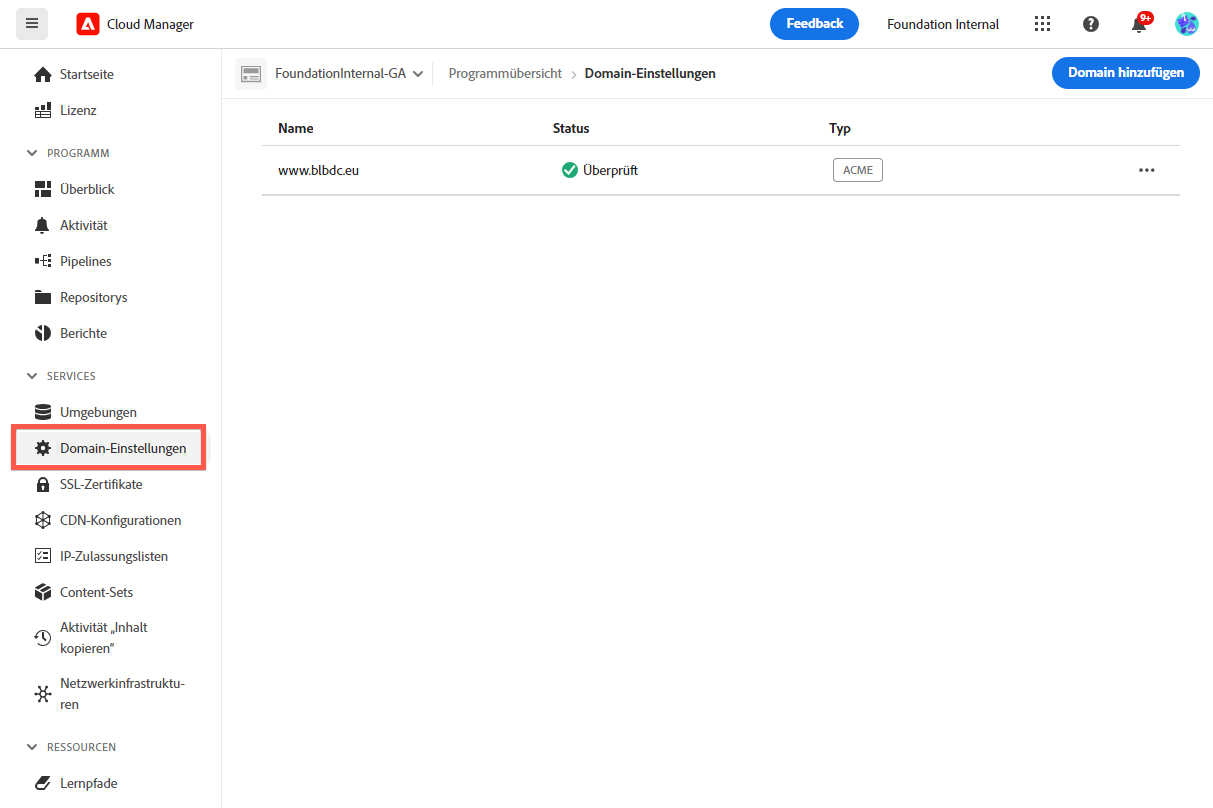 Cloud Manager
Feedback
Foundation Internal
9+
Startseite
Lizenz
PROGRAMM
Überblick
Aktivität
Pipelines
Repositorys
Berichte
SERVICES
Umgebungen
Domain-Einstellungen
SSL-Zertifikate
CDN-Konfigurationen
IP-Zulassungslisten
Content-Sets
Aktivität „Inhalt
kopieren“
Netzwerkinfrastruktu-
ren
RESSOURCEN
Lernpfade
FoundationInternal-GA
Programmübersicht > Domain-Einstellungen
Domain hinzufügen
Name Status Typ
www.blbdc.eu Überprüft ACME